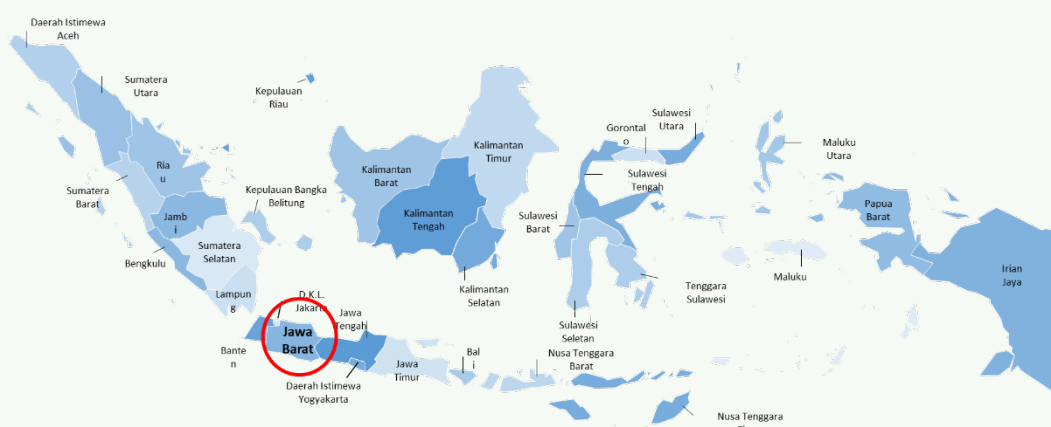 Daerah Istimewa
Aceh
Sumatera
Utara
Kepulauan
Riau
Sulawesi
Utara
Gorontal
o
Kalimantan
Timur
Maluku
Utara
Ria
u
Kalimantan
Barat
Sulawesi
Tengah
Sumatera
Barat
Kepulauan Bangka
Belitung
Papua
Barat
Jamb
i
Kalimantan
Tengah
Sulawesi
Barat
Sumatera
Selatan
Bengkulu
Irian
Jaya
Maluku
Kalimantan
Selatan
Tenggara
Sulawesi
Lampun
g
D.K.L.
Jakarta
Jawa
Tengah
Sulawesi
Seletan
Jawa
Barat
Bante
n
Bal
i
Nusa Tenggara
Barat
Jawa
Timur
Daerah Istimewa
Yogyakarta
Nusa Tenggara